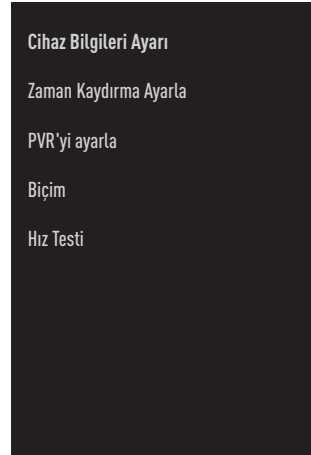 Cihaz Bilgileri Ayarı
Zaman Kaydırma Ayarla
PVR'yi ayarla
Biçim
Hız Testi